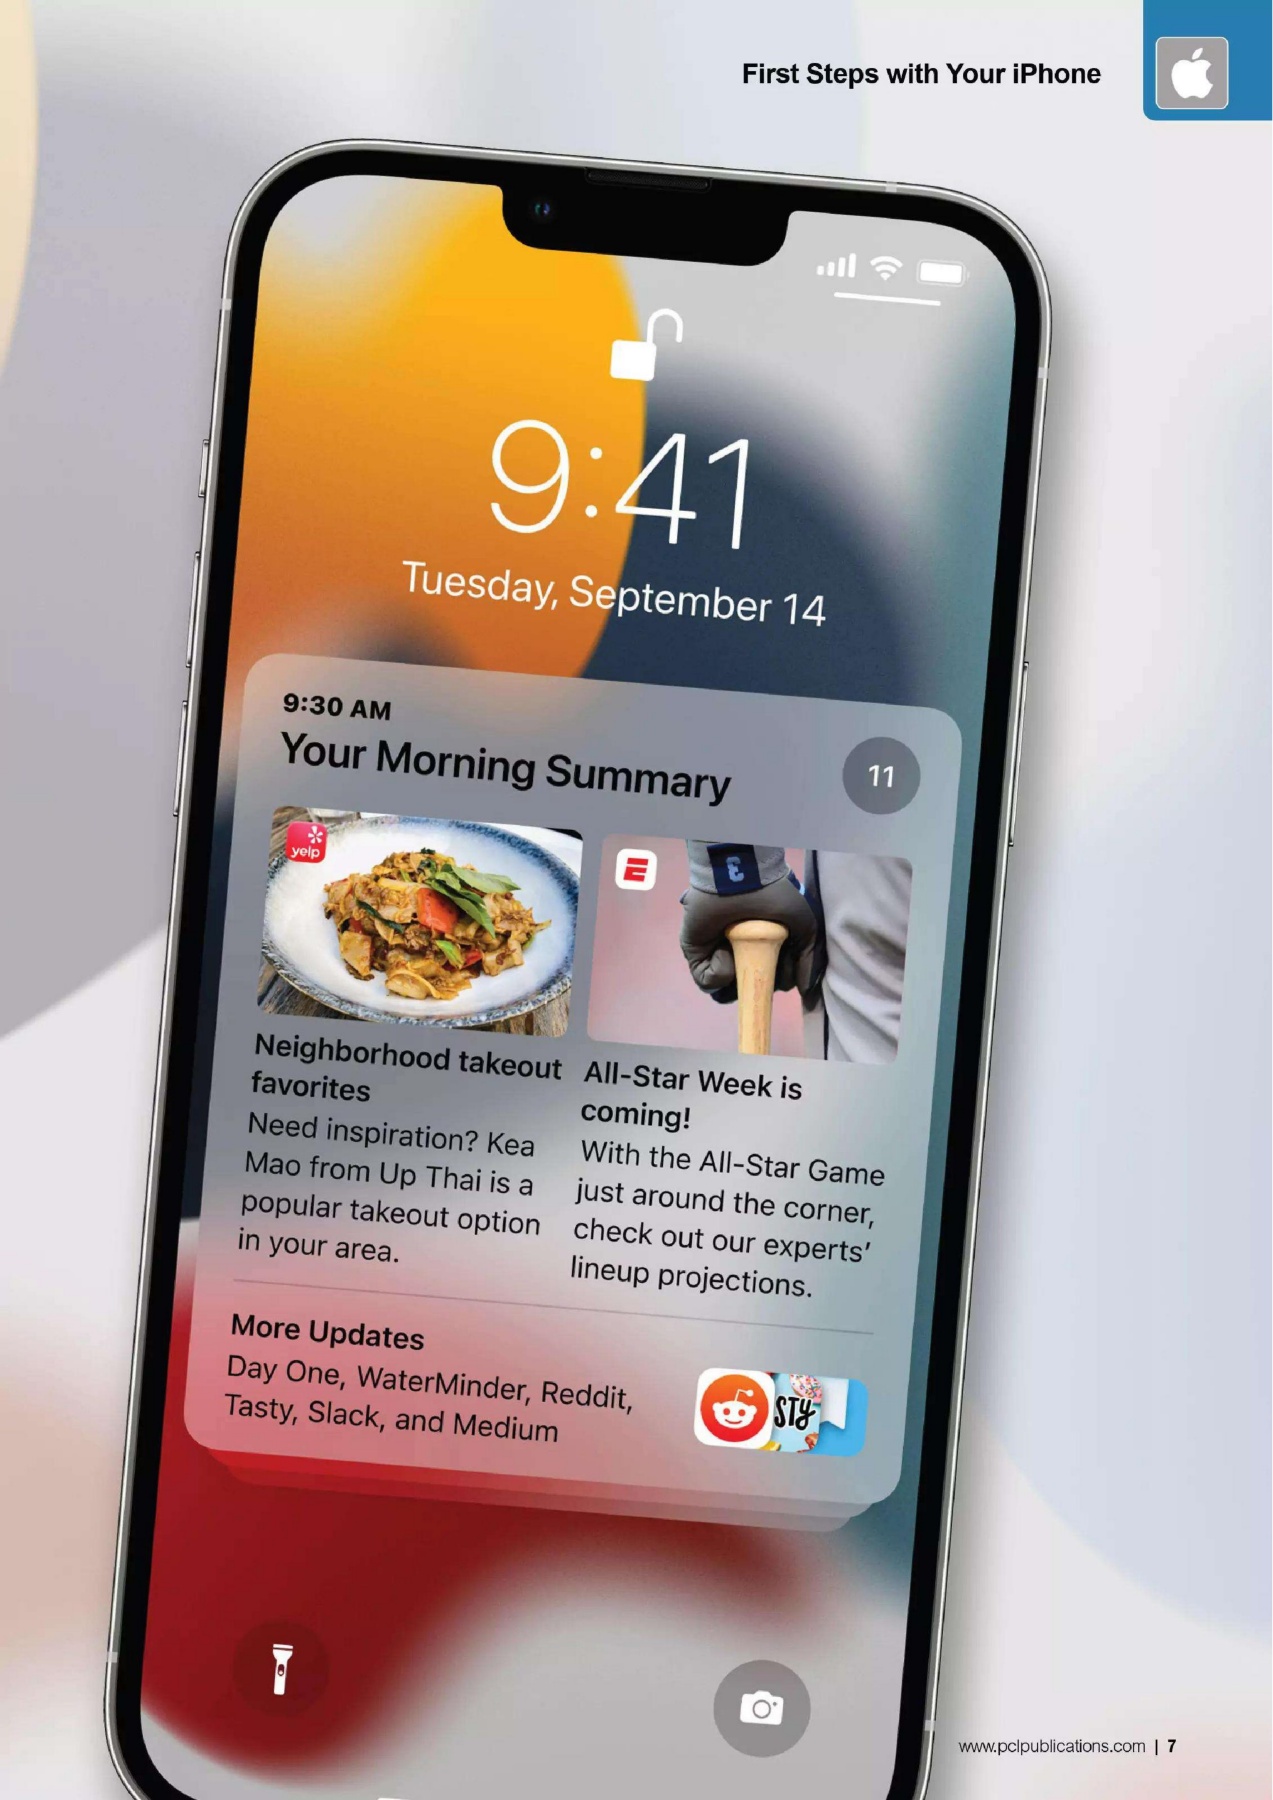 First Steps with Your iPhone
9:41
Tuesday, September 14
9:30 AM
Your Morning Summary
11
yelp
E
Neighborhood takeout
favorites
Need inspiration? Kea
Mao from Up Thai is a
popular takeout option
in your area.
All-Star Week is
coming!
With the All-Star Game
just around the corner,
check out our experts'
lineup projections.
More Updates
Day One, WaterMinder, Reddit,
Tasty, Slack, and Medium
STY
www.pclpublications.com | 7